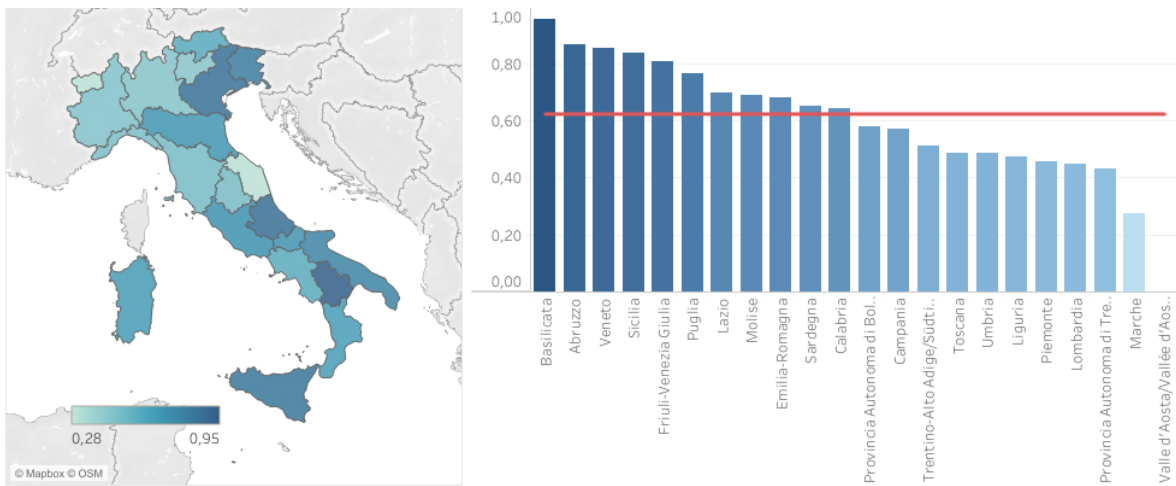 0,28
0,95
© Mapbox © OSM
1,00
0,80
0,60
0,40
0,20
0,00
Basilicata
Abruzzo
Veneto
Sicilia
Friuli-Venezia Giulia
Puglia
Lazio
Molise
Emilia-Romagna
Sardegna
Calabria
Provincia Autonoma di Bol..
Campania
Trentino-Alto Adige/Südti..
Toscana
Umbria
Liguria
Piemonte
Lombardia
Provincia Autonoma di Tre..
Marche
Valle d'Aosta/Vallée d'Aos..